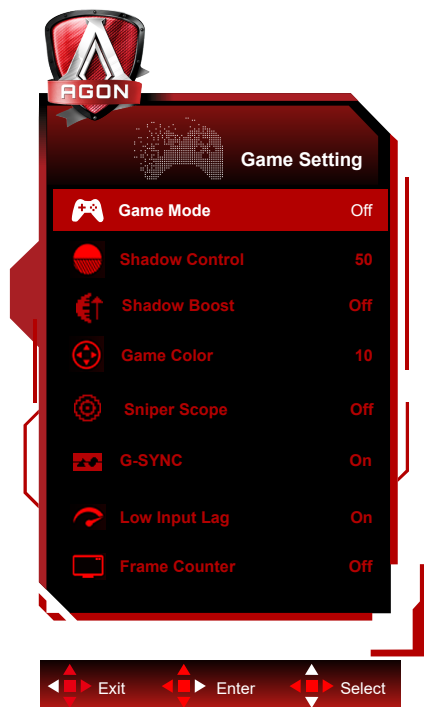 AGON
Game Setting
Game Mode Off
Shadow Control 50
Shadow Boost Off
Game Color 10
Sniper Scope Off
G-SYNC On
Low Input Lag On
Frame Counter Off
Exit Enter Select